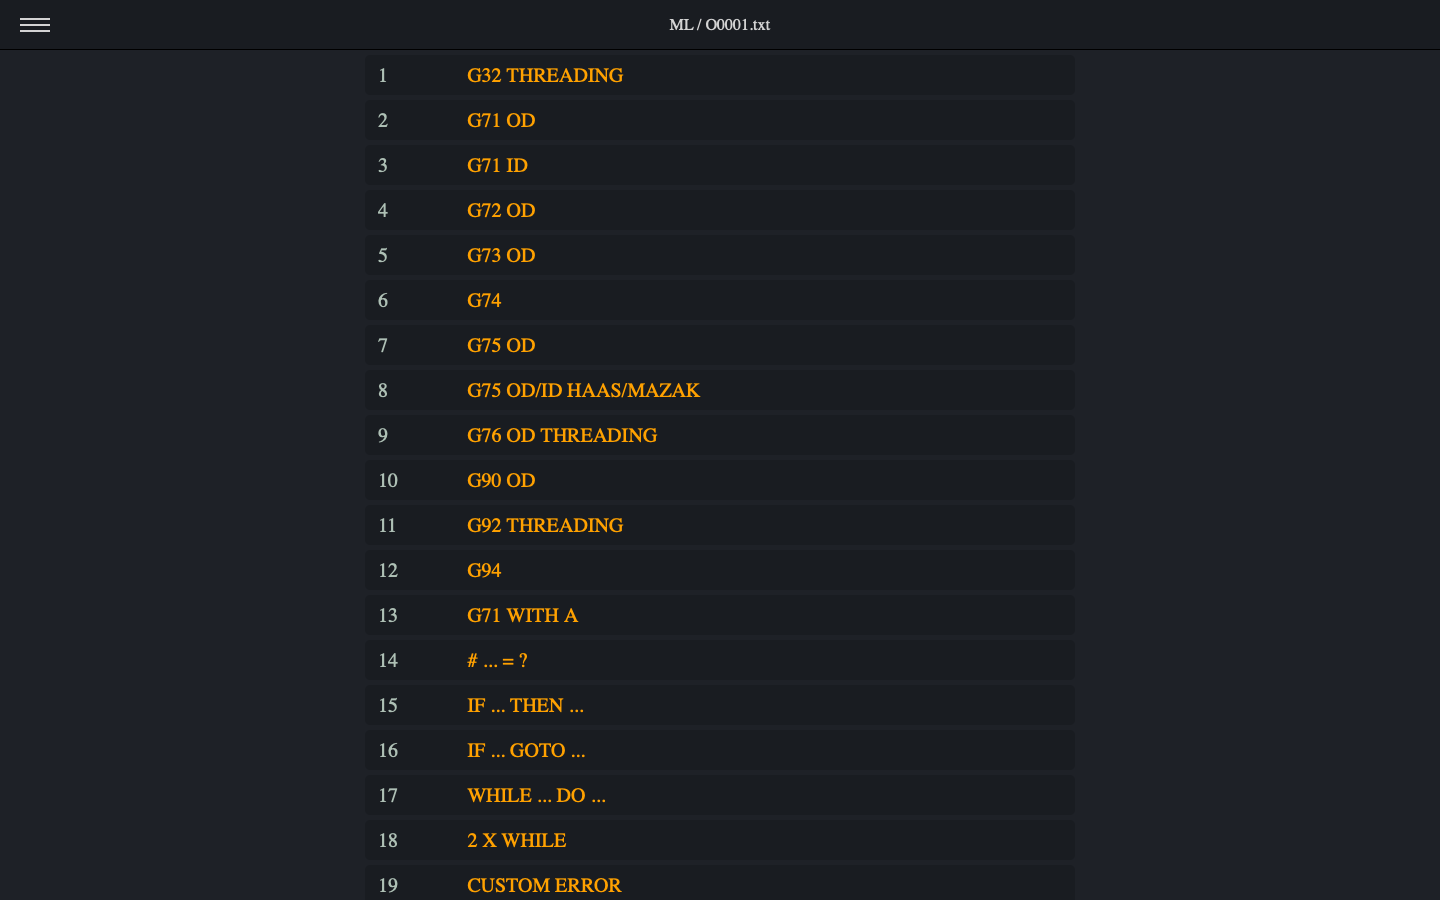 ML / O0001.txt
1 G32 THREADING
2 G71 OD
3 G71 ID
4 G72 OD
5 G73 OD
6 G74
7 G75 OD
8 G75 OD/ID HAAS/MAZAK
9 G76 OD THREADING
10 G90 OD
11 G92 THREADING
12 G94
13 G71 WITH A
14 # ... = ?
15 IF ... THEN ...
16 IF ... GOTO ...
17 WHILE ... DO ...
18 2 X WHILE
19 CUSTOM ERROR